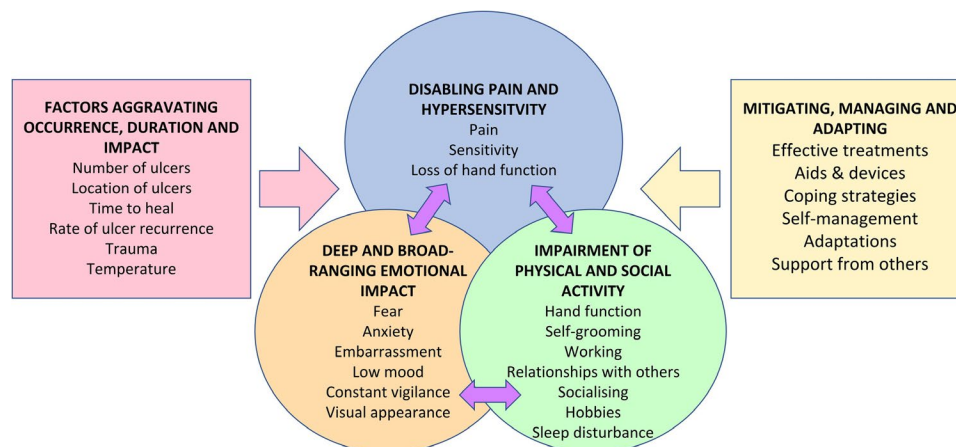 FACTORS AGGRAVATING
OCCURRENCE, DURATION AND
IMPACT
Number of ulcers
Location of ulcers
Time to heal
Rate of ulcer recurrence
Trauma
Temperature
DISABLING PAIN AND
HYPERSENSITVITY
Pain
Sensitivity
Loss of hand function
DEEP AND BROAD-
RANGING EMOTIONAL
IMPACT
Fear
Anxiety
Embarrassment
Low mood
Constant vigilance
Visual appearance
IMPAIRMENT OF
PHYSICAL AND SOCIAL
ACTIVITY
Hand function
Self-grooming
Working
Relationships with others
Socialising
Hobbies
Sleep disturbance
MITIGATING, MANAGING AND
ADAPTING
Effective treatments
Aids & devices
Coping strategies
Self-management
Adaptations
Support from others